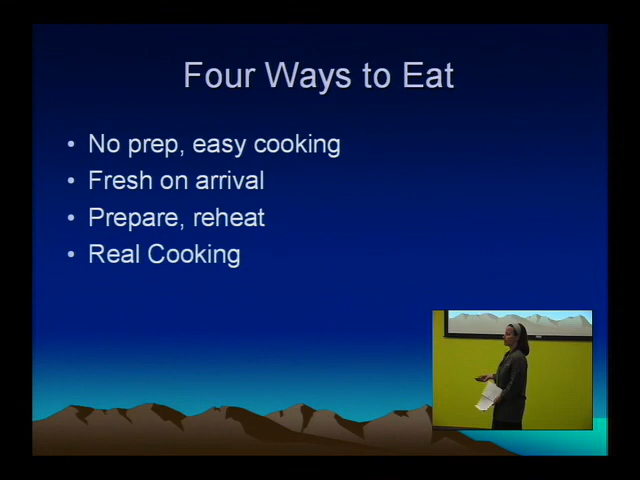 Four Ways to Eat
• No prep, easy cooking
• Fresh on arrival
• Prepare, reheat
• Real Cooking